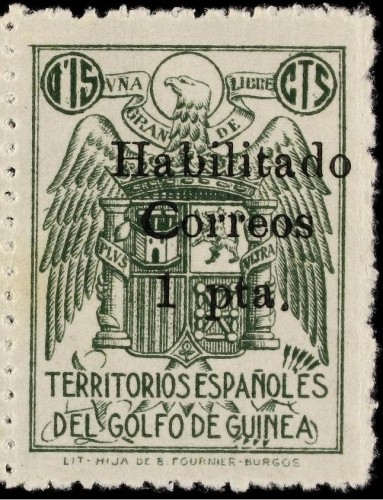 0'15 UNA LIBRE CTS
GRANDE
Habilitado
Correos
PLVS VLTRA
1 pta.
TERRITORIOS ESPAÑOLES
DEL GOLFO DE GUINEA
LIT- HIJA DE B. FOURNIER-BURGOS